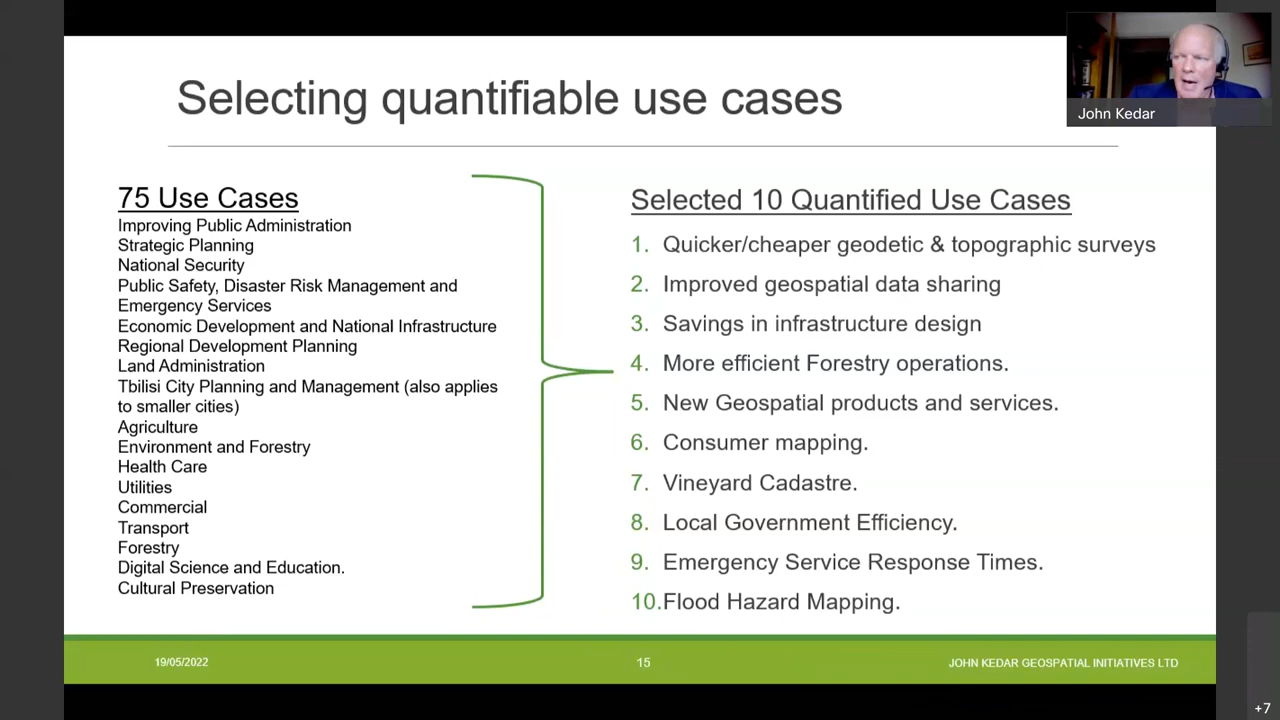 Selecting quantifiable use cases
John Kedar
75 Use Cases
Improving Public Administration
Strategic Planning
National Security
Public Safety, Disaster Risk Management and
Emergency Services
Economic Development and National Infrastructure
Regional Development Planning
Land Administration
Tbilisi City Planning and Management (also applies
to smaller cities)
Agriculture
Environment and Forestry
Health Care
Utilities
Commercial
Transport
Forestry
Digital Science and Education.
Cultural Preservation
Selected 10 Quantified Use Cases
1. Quicker/cheaper geodetic & topographic surveys
2. Improved geospatial data sharing
3. Savings in infrastructure design
4. More efficient Forestry operations.
5. New Geospatial products and services.
6. Consumer mapping.
7. Vineyard Cadastre.
8. Local Government Efficiency.
9. Emergency Service Response Times.
10. Flood Hazard Mapping.
19/05/2022
15
JOHN KEDAR GEOSPATIAL INITIATIVES LTD
+7